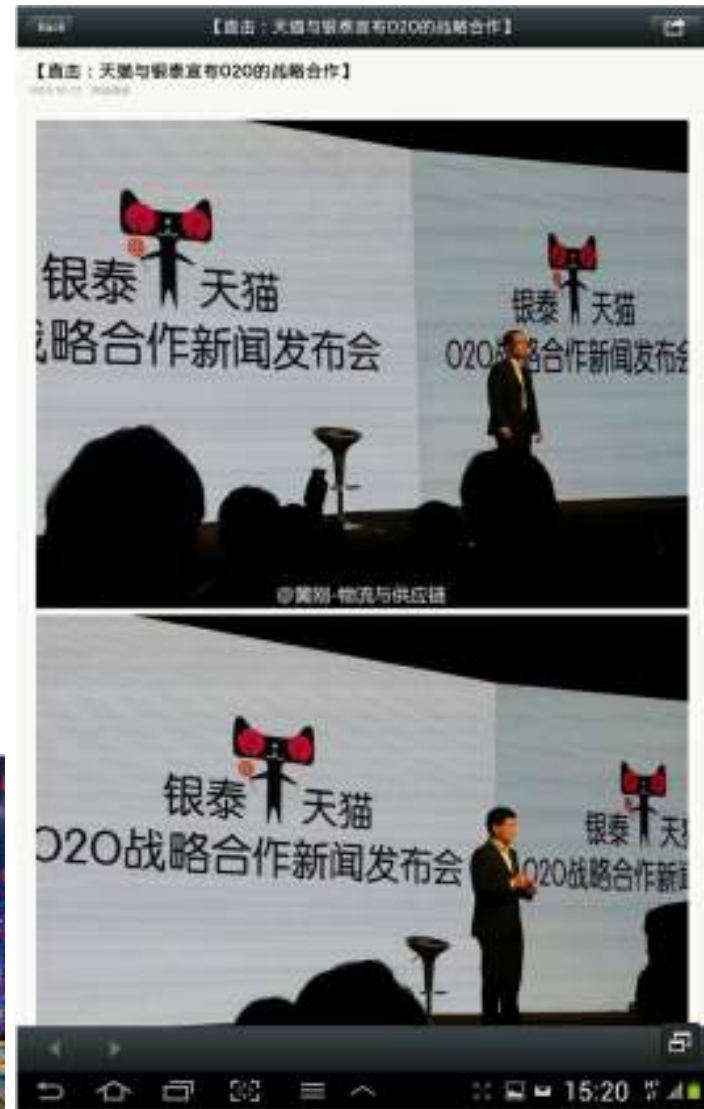 Back
【直击：天猫与银泰宣布O2O的战略合作】
【直击：天猫与银泰宣布O2O的战略合作】
银泰 天猫
战略合作新闻发布会
银泰 天猫
O2O 略合作新闻发布会
@黄刚-物流与供应链
银泰 天猫
O2O战略合作新闻发布会
银泰 天猫
O2O战略合作新闻
15:20